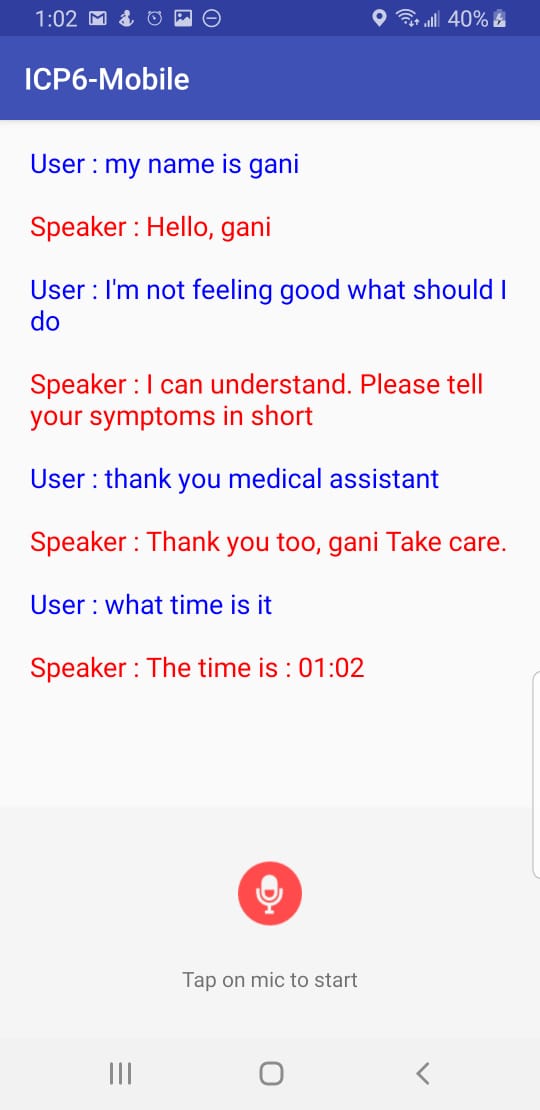 1:02 40%
ICP6-Mobile
User : my name is gani
Speaker : Hello, gani
User : I'm not feeling good what should I
do
Speaker : I can understand. Please tell
your symptoms in short
User : thank you medical assistant
Speaker : Thank you too, gani Take care.
User : what time is it
Speaker : The time is : 01:02
Tap on mic to start